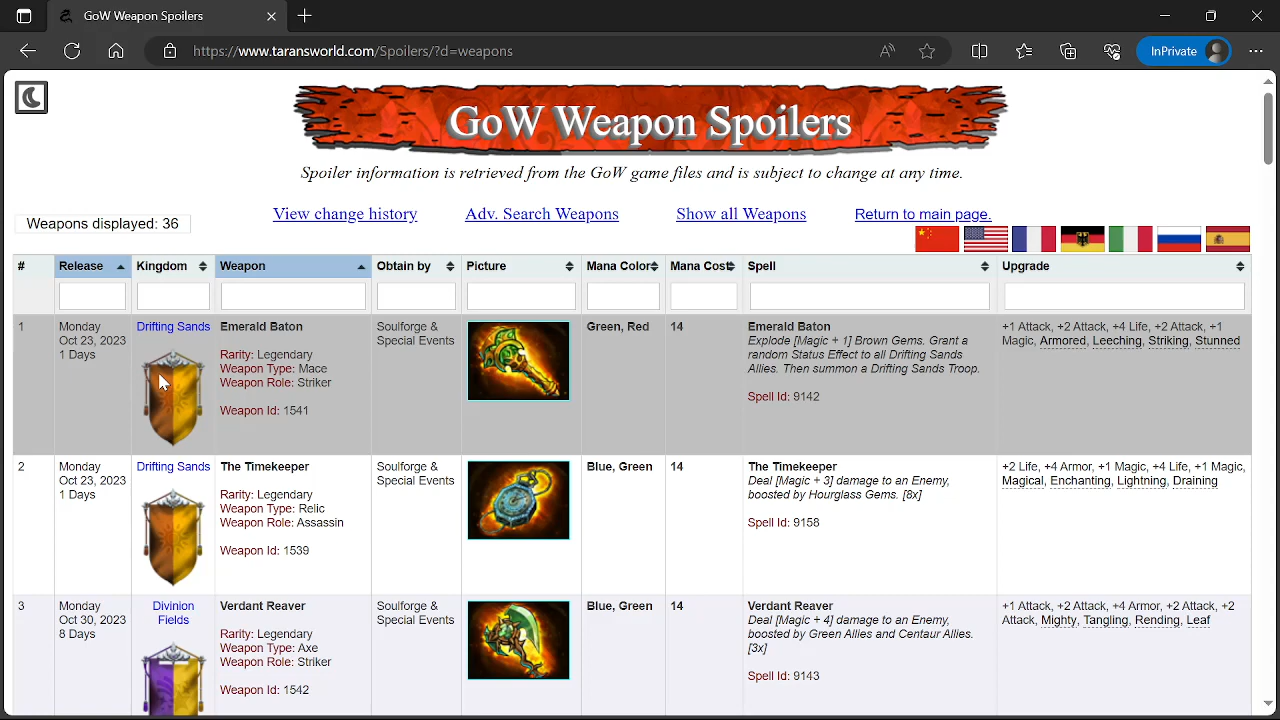 GoW Weapon Spoilers
https://www.taransworld.com/Spoilers/?d=weapons
InPrivate
GoW Weapon Spoilers
Spoiler information is retrieved from the GoW game files and is subject to change at any time.
Weapons displayed: 36
View change history
Adv. Search Weapons
Show all Weapons
Return to main page.
# Release Kingdom Weapon Obtain by Picture Mana Color Mana Cost Spell Upgrade
1
Monday
Oct 23, 2023
1 Days
Drifting Sands
Emerald Baton
Rarity: Legendary
Weapon Type: Mace
Weapon Role: Striker
Weapon Id: 1541
Soulforge &
Special Events
Green, Red
14
Emerald Baton
Explode [Magic + 1] Brown Gems. Grant a
random Status Effect to all Drifting Sands
Allies. Then summon a Drifting Sands Troop.
Spell Id: 9142
+1 Attack, +2 Attack, +4 Life, +2 Attack, +1
Magic, Armored, Leeching, Striking, Stunned
2
Monday
Oct 23, 2023
1 Days
Drifting Sands
The Timekeeper
Rarity: Legendary
Weapon Type: Relic
Weapon Role: Assassin
Weapon Id: 1539
Soulforge &
Special Events
Blue, Green
14
The Timekeeper
Deal [Magic + 3] damage to an Enemy,
boosted by Hourglass Gems. [8x]
Spell Id: 9158
+2 Life, +4 Armor, +1 Magic, +4 Life, +1 Magic,
Magical, Enchanting, Lightning, Draining
3
Monday
Oct 30, 2023
8 Days
Divinion
Fields
Verdant Reaver
Rarity: Legendary
Weapon Type: Axe
Weapon Role: Striker
Weapon Id: 1542
Soulforge &
Special Events
Blue, Green
14
Verdant Reaver
Deal [Magic + 4] damage to an Enemy,
boosted by Green Allies and Centaur Allies.
[3x]
Spell Id: 9143
+1 Attack, +2 Attack, +4 Armor, +2 Attack, +2
Attack, Mighty, Tangling, Rending, Leaf